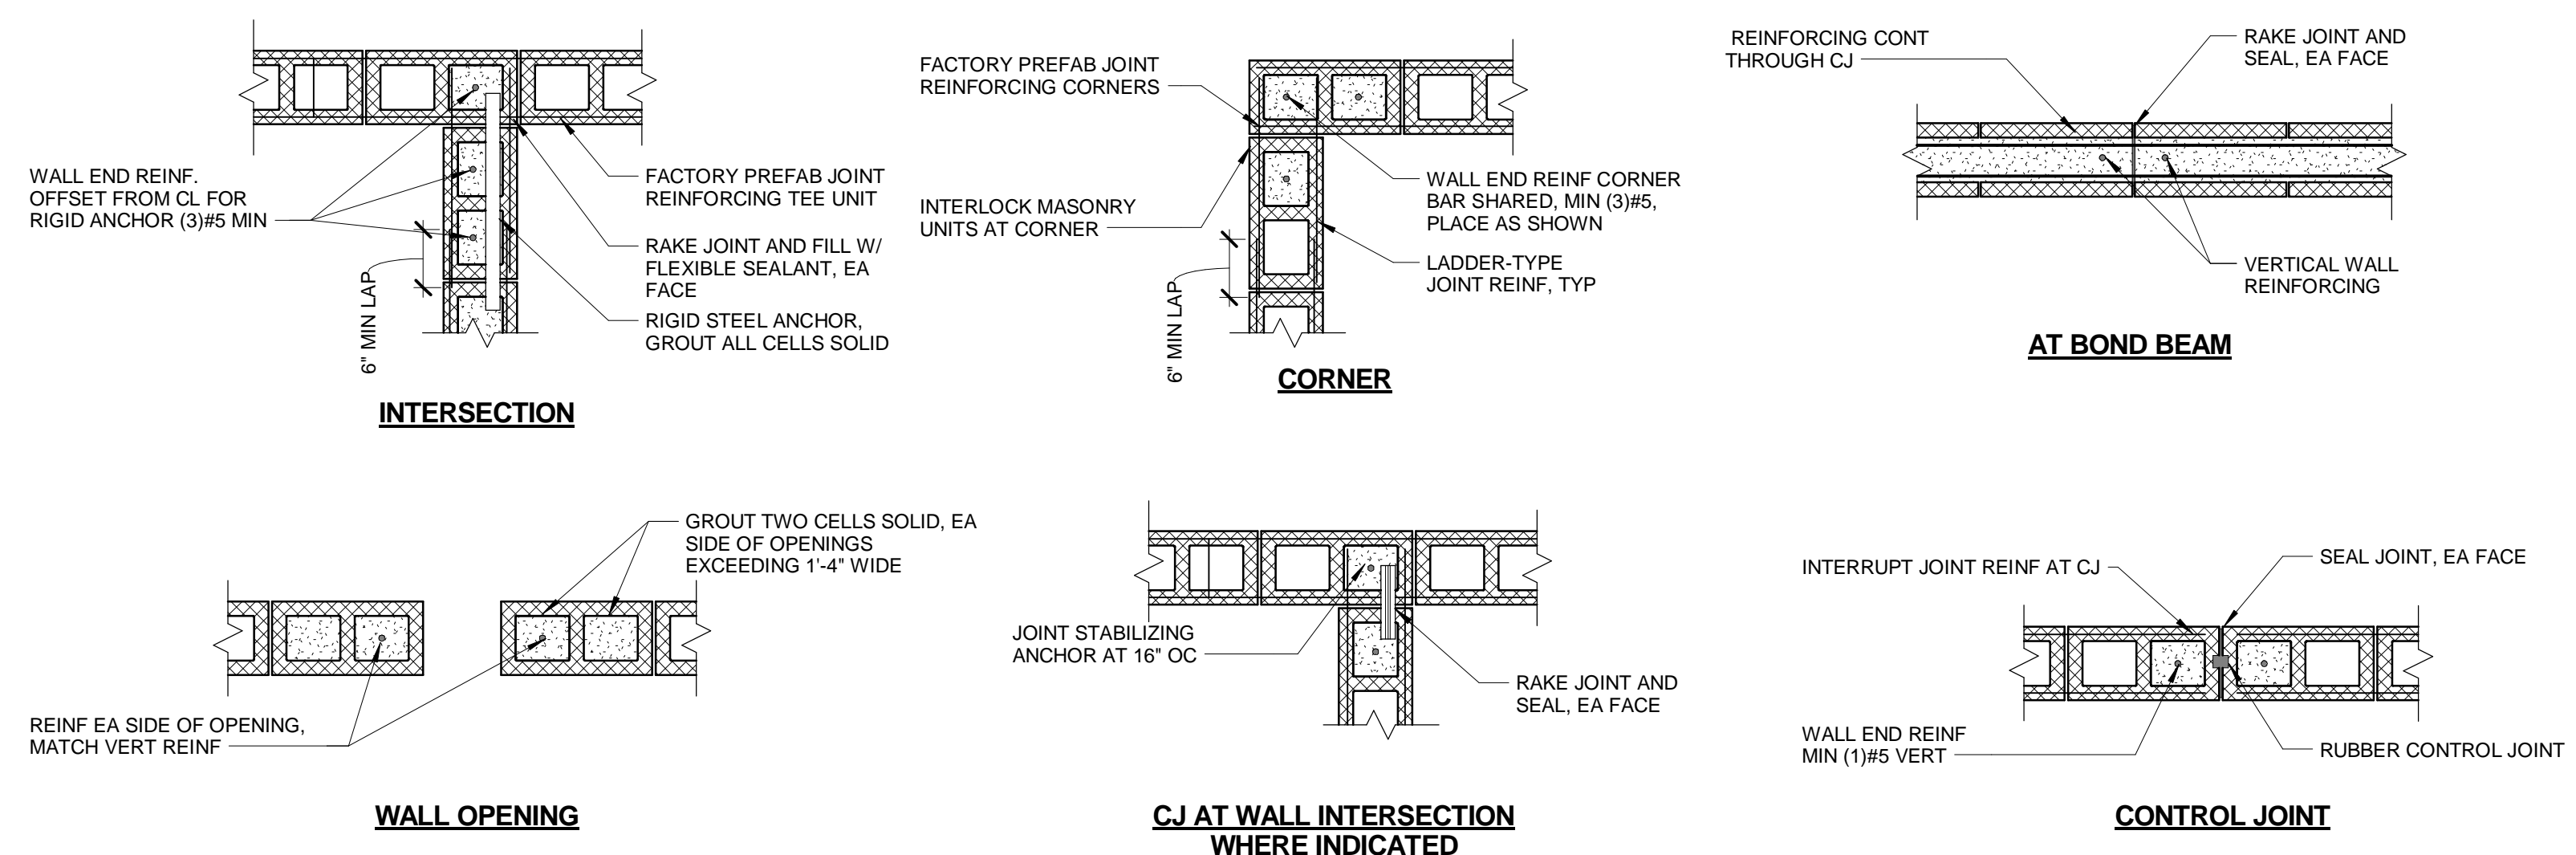 WALL END REINF.
OFFSET FROM CL FOR
RIGID ANCHOR (3)#5 MIN
6" MIN LAP
FACTORY PREFAB JOINT
REINFORCING TEE UNIT
RAKE JOINT AND FILL W/
FLEXIBLE SEALANT, EA
FACE
RIGID STEEL ANCHOR,
GROUT ALL CELLS SOLID
INTERSECTION
FACTORY PREFAB JOINT
REINFORCING CORNERS
INTERLOCK MASONRY
UNITS AT CORNER
6" MIN LAP
WALL END REINF CORNER
BAR SHARED, MIN (3)#5,
PLACE AS SHOWN
LADDER-TYPE
JOINT REINF, TYP
CORNER
REINFORCING CONT
THROUGH CJ
RAKE JOINT AND
SEAL, EA FACE
VERTICAL WALL
REINFORCING
AT BOND BEAM
GROUT TWO CELLS SOLID, EA
SIDE OF OPENINGS
EXCEEDING 1'-4" WIDE
REINF EA SIDE OF OPENING,
MATCH VERT REINF
WALL OPENING
JOINT STABILIZING
ANCHOR AT 16" OC
RAKE JOINT AND
SEAL, EA FACE
CJ AT WALL INTERSECTION
WHERE INDICATED
INTERRUPT JOINT REINF AT CJ
SEAL JOINT, EA FACE
WALL END REINF
MIN (1)#5 VERT
RUBBER CONTROL JOINT
CONTROL JOINT